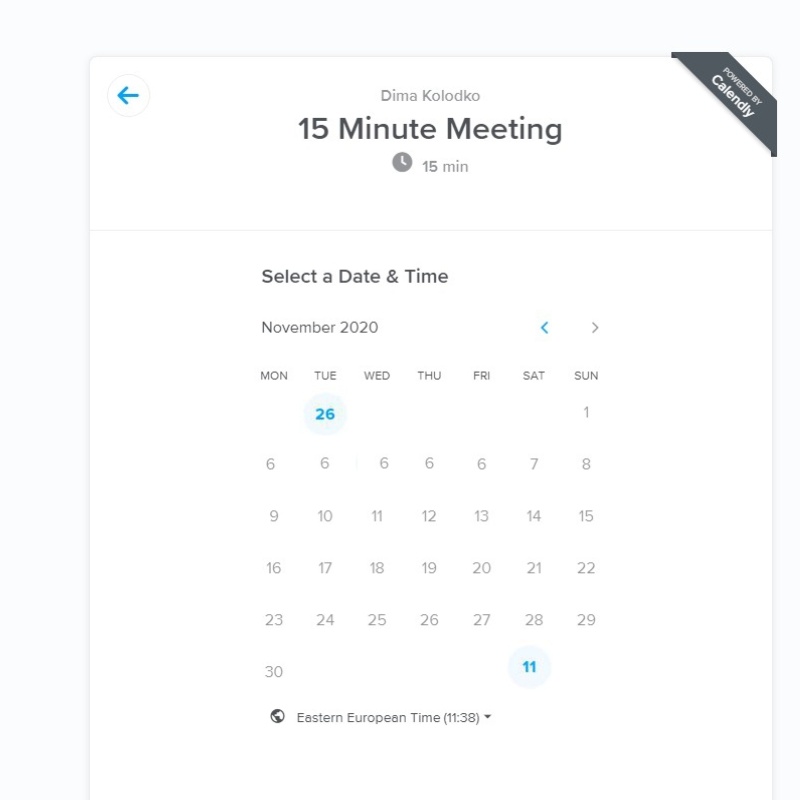 POWERED BY
Calendly
Dima Kolodko
15 Minute Meeting
15 min
Select a Date & Time
November 2020
MON TUE WED THU FRI SAT SUN
26 1
6 6 6 6 6 7 8
9 10 11 12 13 14 15
16 17 18 19 20 21 22
23 24 25 26 27 28 29
30 11
Eastern European Time (11:38)